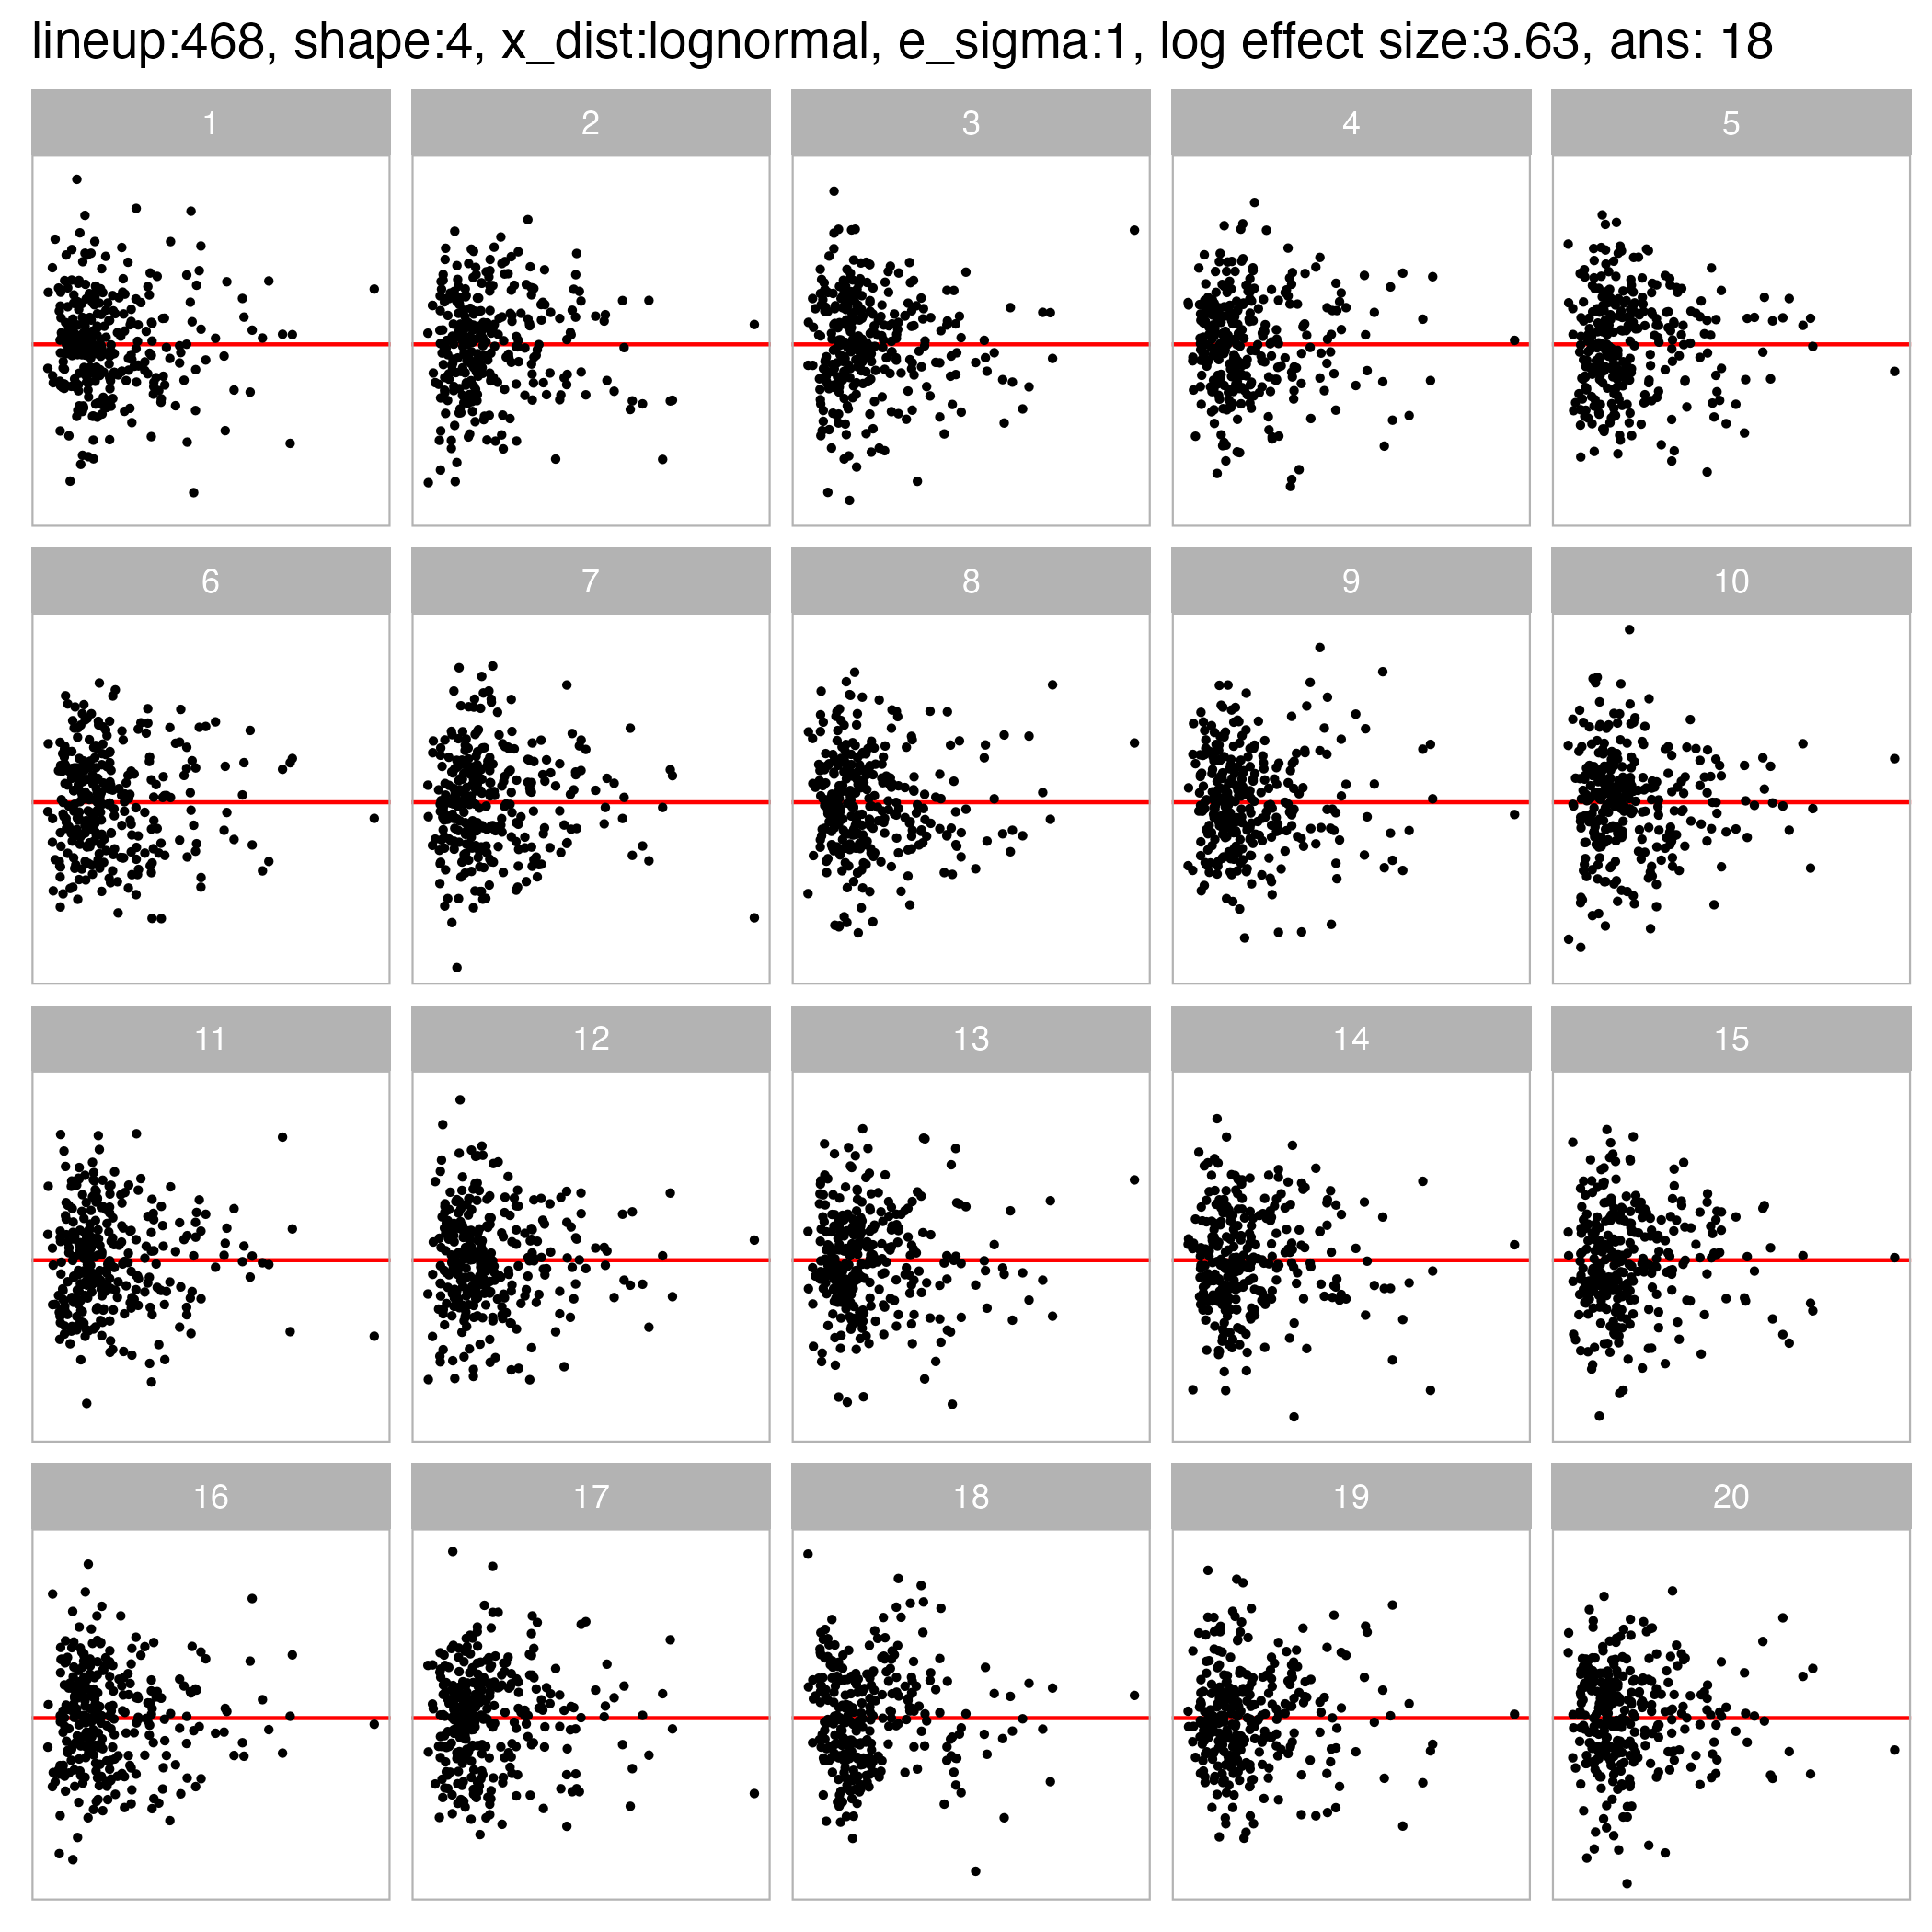 lineup:468, shape:4, x_dist:lognormal, e_sigma:1, log effect size:3.63, ans: 18
1 2 3 4 5
6 7 8 9 10
11 12 13 14 15
16 17 18 19 20